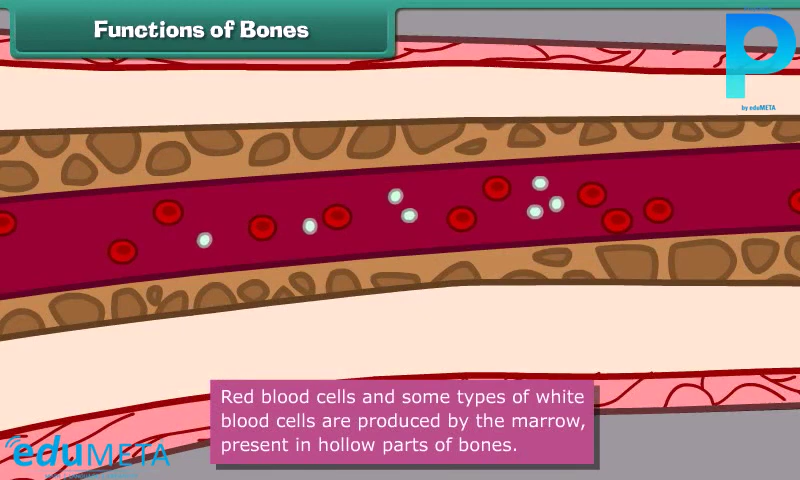 Functions of Bones
P
by eduMETA
Red blood cells and some types of white
blood cells are produced by the marrow,
present in hollow parts of bones.
eduMETA